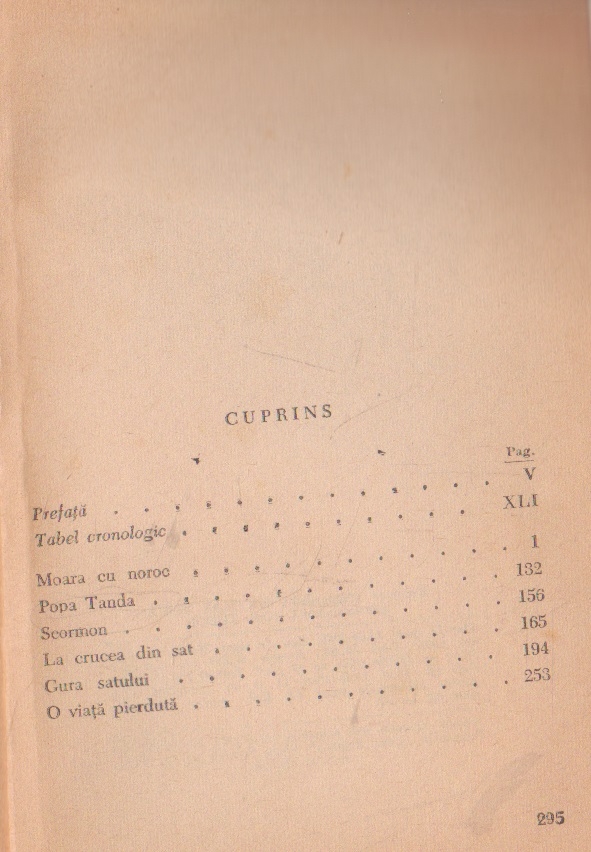 CUPRINS
Pag.
Prefață . . . . . . . . . . . . . V
Tabel cronologic . . . . . . . . . . XLI
Moara cu noroc . . . . . . . . . . . 1
Popa Tanda . . . . . . . . . . . . 132
Scormon . . . . . . . . . . . . . 156
La crucea din sat . . . . . . . . . . 165
Gura satului . . . . . . . . . . . 194
O viață pierdută . . . . . . . . . . . 253
295